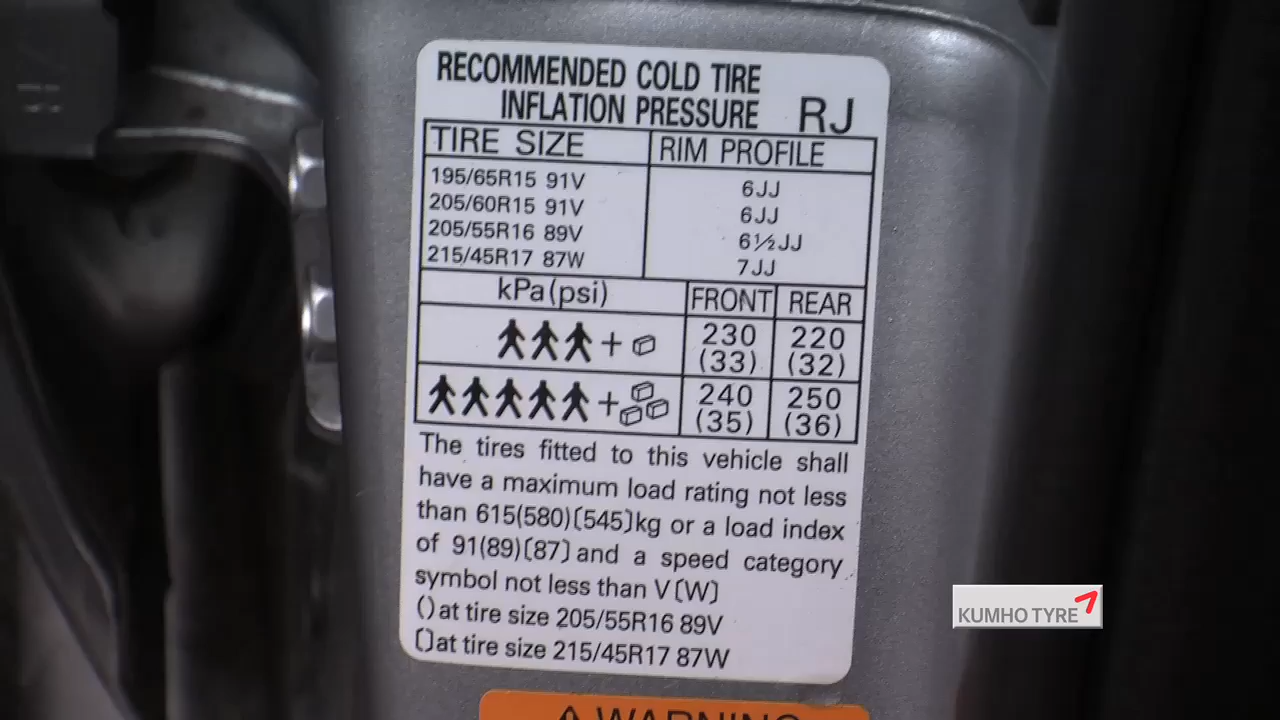 RECOMMENDED COLD TIRE
INFLATION PRESSURE RJ
TIRE SIZE RIM PROFILE
195/65R15 91V 6JJ
205/60R15 91V 6JJ
205/55R16 89V 6½JJ
215/45R17 87W 7JJ
kPa(psi) FRONT REAR
+ 230 220
(33) (32)
+ 240 250
(35) (36)
The tires fitted to this vehicle shall
have a maximum load rating not less
than 615(580)[545]kg or a load index
of 91(89)[87] and a speed category
symbol not less than V[W]
()at tire size 205/55R16 89V
[]at tire size 215/45R17 87W
KUMHO TYRE
WARNING